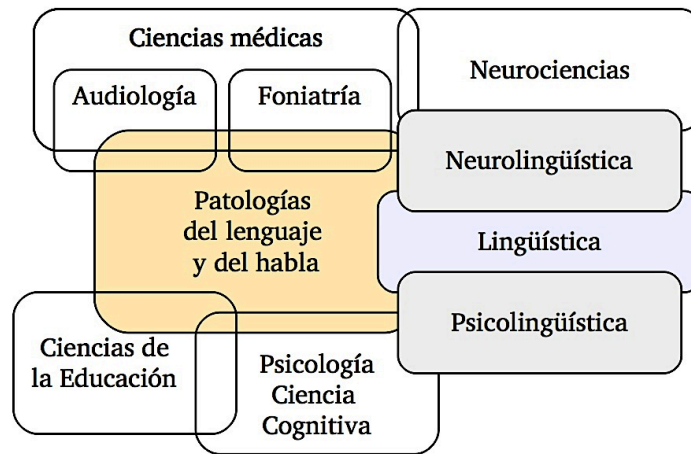 Ciencias médicas
Neurociencias
Audiología
Foniatría
Neurolingüística
Patologías
del lenguaje
y del habla
Lingüística
Psicolingüística
Ciencias de
la Educación
Psicología
Ciencia
Cognitiva